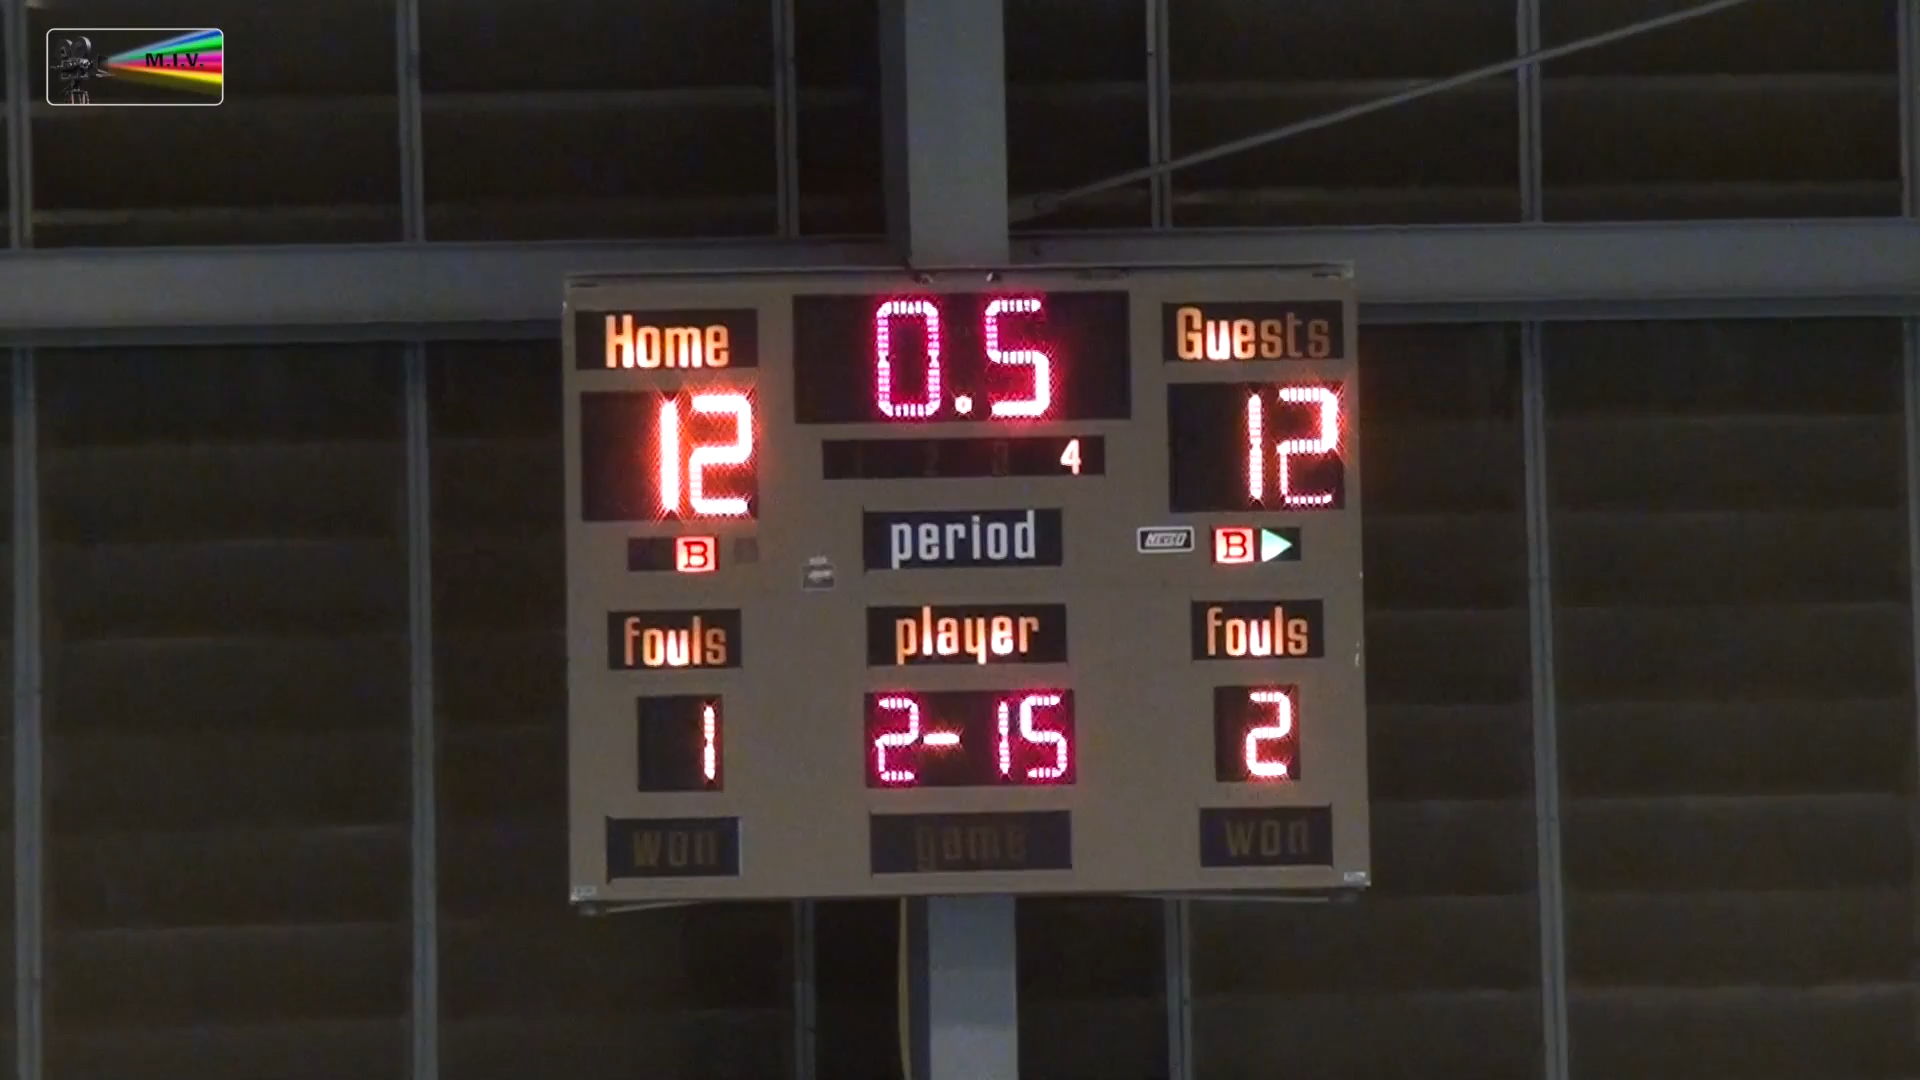 M.I.V.
Home 0.5 Guests
12 4 12
B period B
fouls player fouls
1 2-15 2
won game won